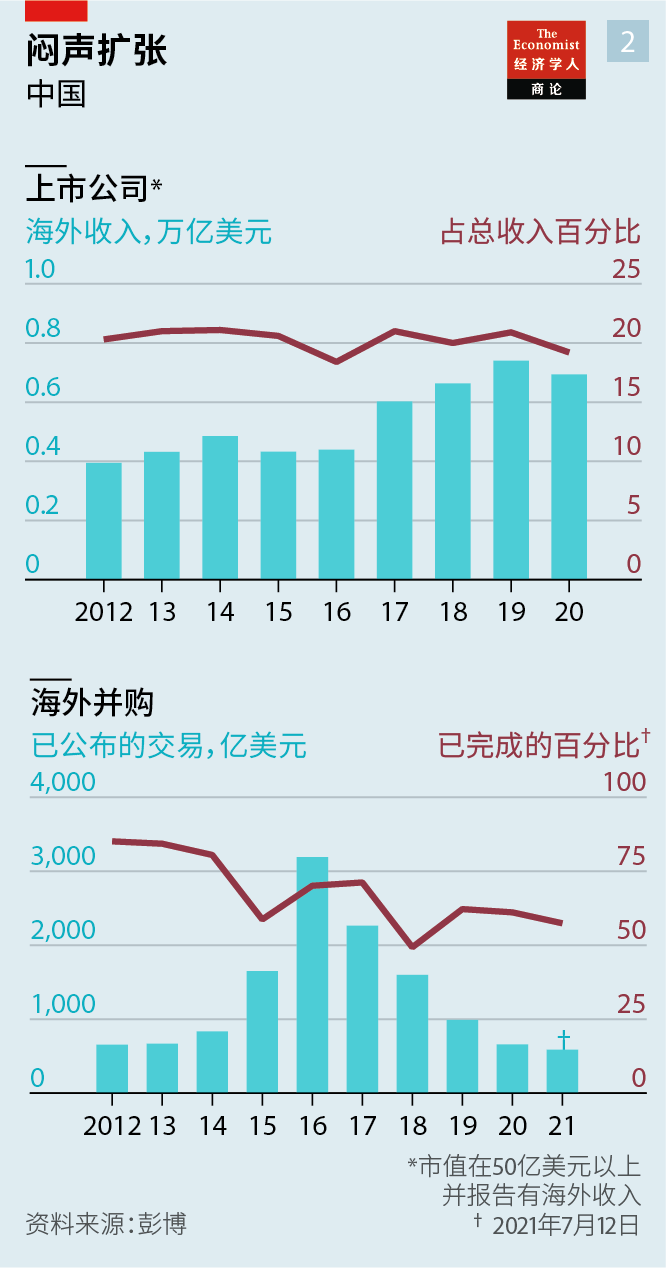 闷声扩张
中国
The
Economist
经济学人
商论
2
上市公司*
海外收入，万亿美元 占总收入百分比
1.0 25
0.8 20
0.6 15
0.4 10
0.2 5
0 0
2012 13 14 15 16 17 18 19 20
海外并购
已公布的交易，亿美元 已完成的百分比†
4,000 100
3,000 75
2,000 50
1,000 25
†
0 0
2012 13 14 15 16 17 18 19 20 21
*市值在50亿美元以上
并报告有海外收入
资料来源：彭博 † 2021年7月12日